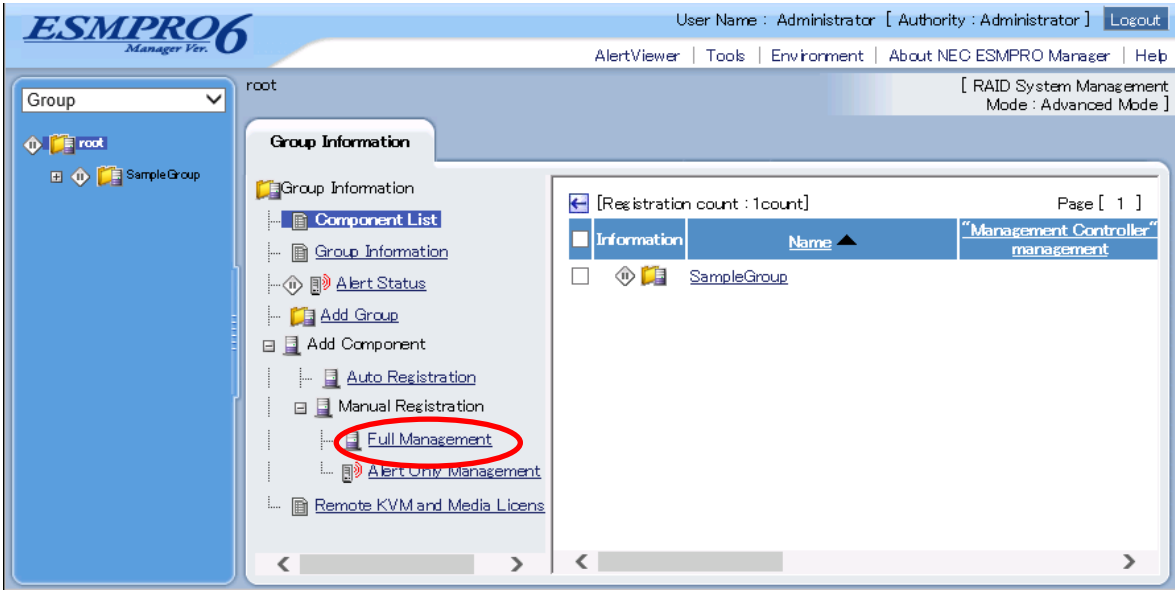 ESMPRO6
Manager Ver.
User Name : Administrator [ Authority : Administrator ] Logout
AlertViewer | Tools | Environment | About NEC ESMPRO Manager | Help
Group
root
SampleGroup
root
[ RAID System Management
Mode : Advanced Mode ]
Group Information
Group Information
Component List
Group Information
Alert Status
Add Group
Add Component
Auto Registration
Manual Registration
Full Management
Alert Only Management
Remote KVM and Media Licens
[Registration count : 1count]
Page [ 1 ]
Information
Name
"Management Controller"
management
SampleGroup